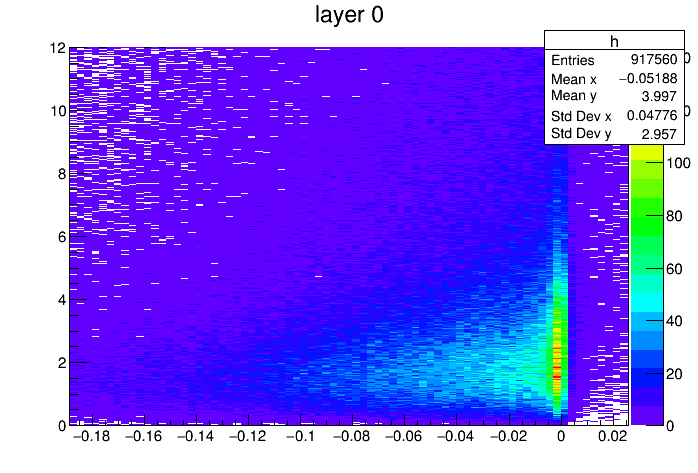 layer 0
h
Entries 917560
Mean x −0.05188
Mean y 3.997
Std Dev x 0.04776
Std Dev y 2.957
12
10
8
6
4
2
0
−0.18 −0.16 −0.14 −0.12 −0.1 −0.08 −0.06 −0.04 −0.02 0 0.02
100
80
60
40
20
0